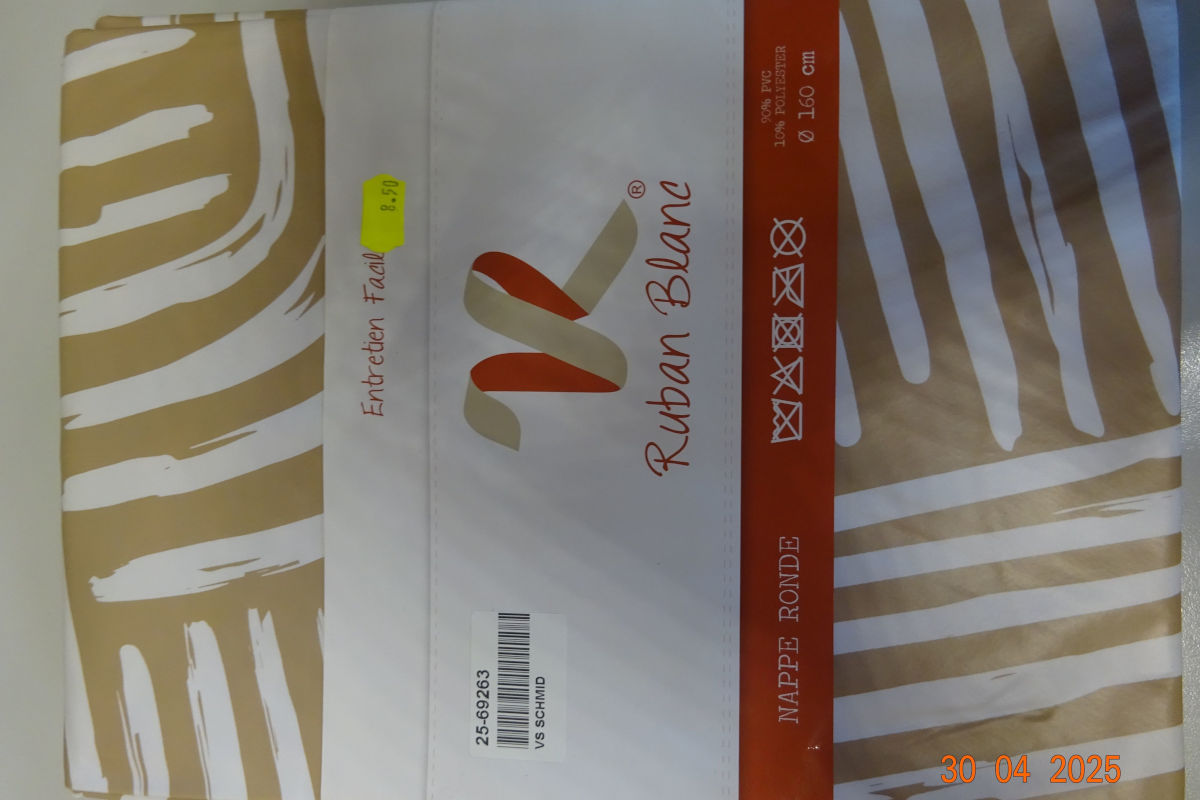 Entretien Facil
8.90
Ruban Blanc®
25-69263
VS SCHMID
NAPPE RONDE
90% PVC
10% POLYESTER
Ø 160 cm
30 04 2025